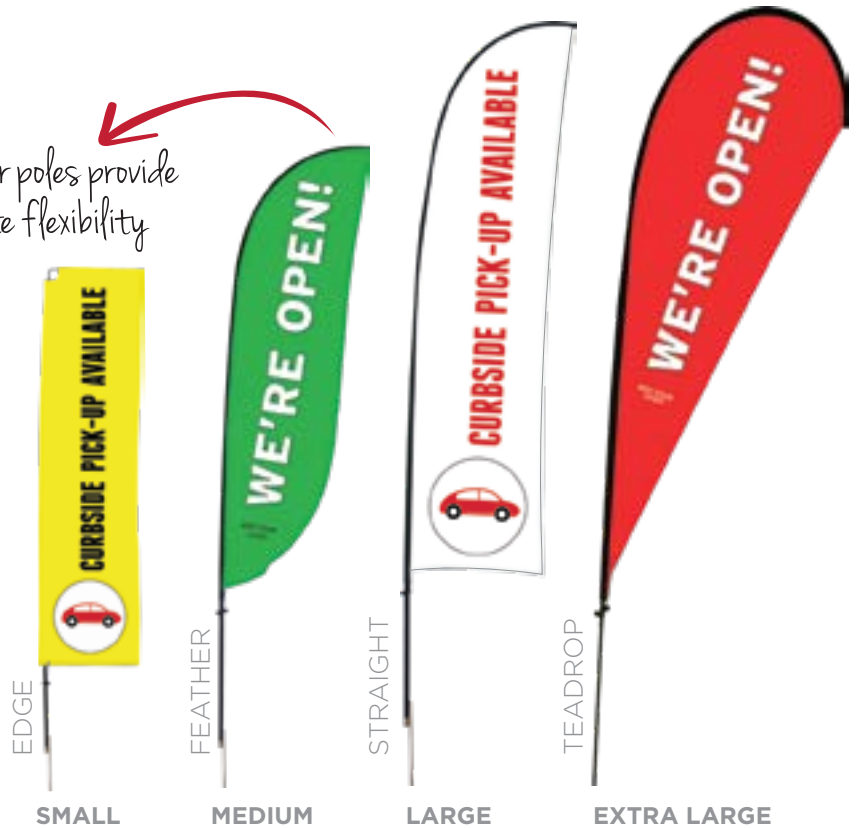 r poles provide
e flexibility
CURBSIDE PICK-UP AVAILABLE
WE'RE OPEN!
CURBSIDE PICK-UP AVAILABLE
WE'RE OPEN!
EDGE
FEATHER
STRAIGHT
TEADROP
SMALL
MEDIUM
LARGE
EXTRA LARGE